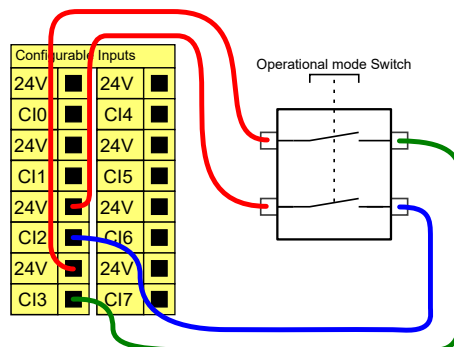 Configurable Inputs
Operational mode Switch
24V 24V
CI0 CI4
24V 24V
CI1 CI5
24V 24V
CI2 CI6
24V 24V
CI3 CI7